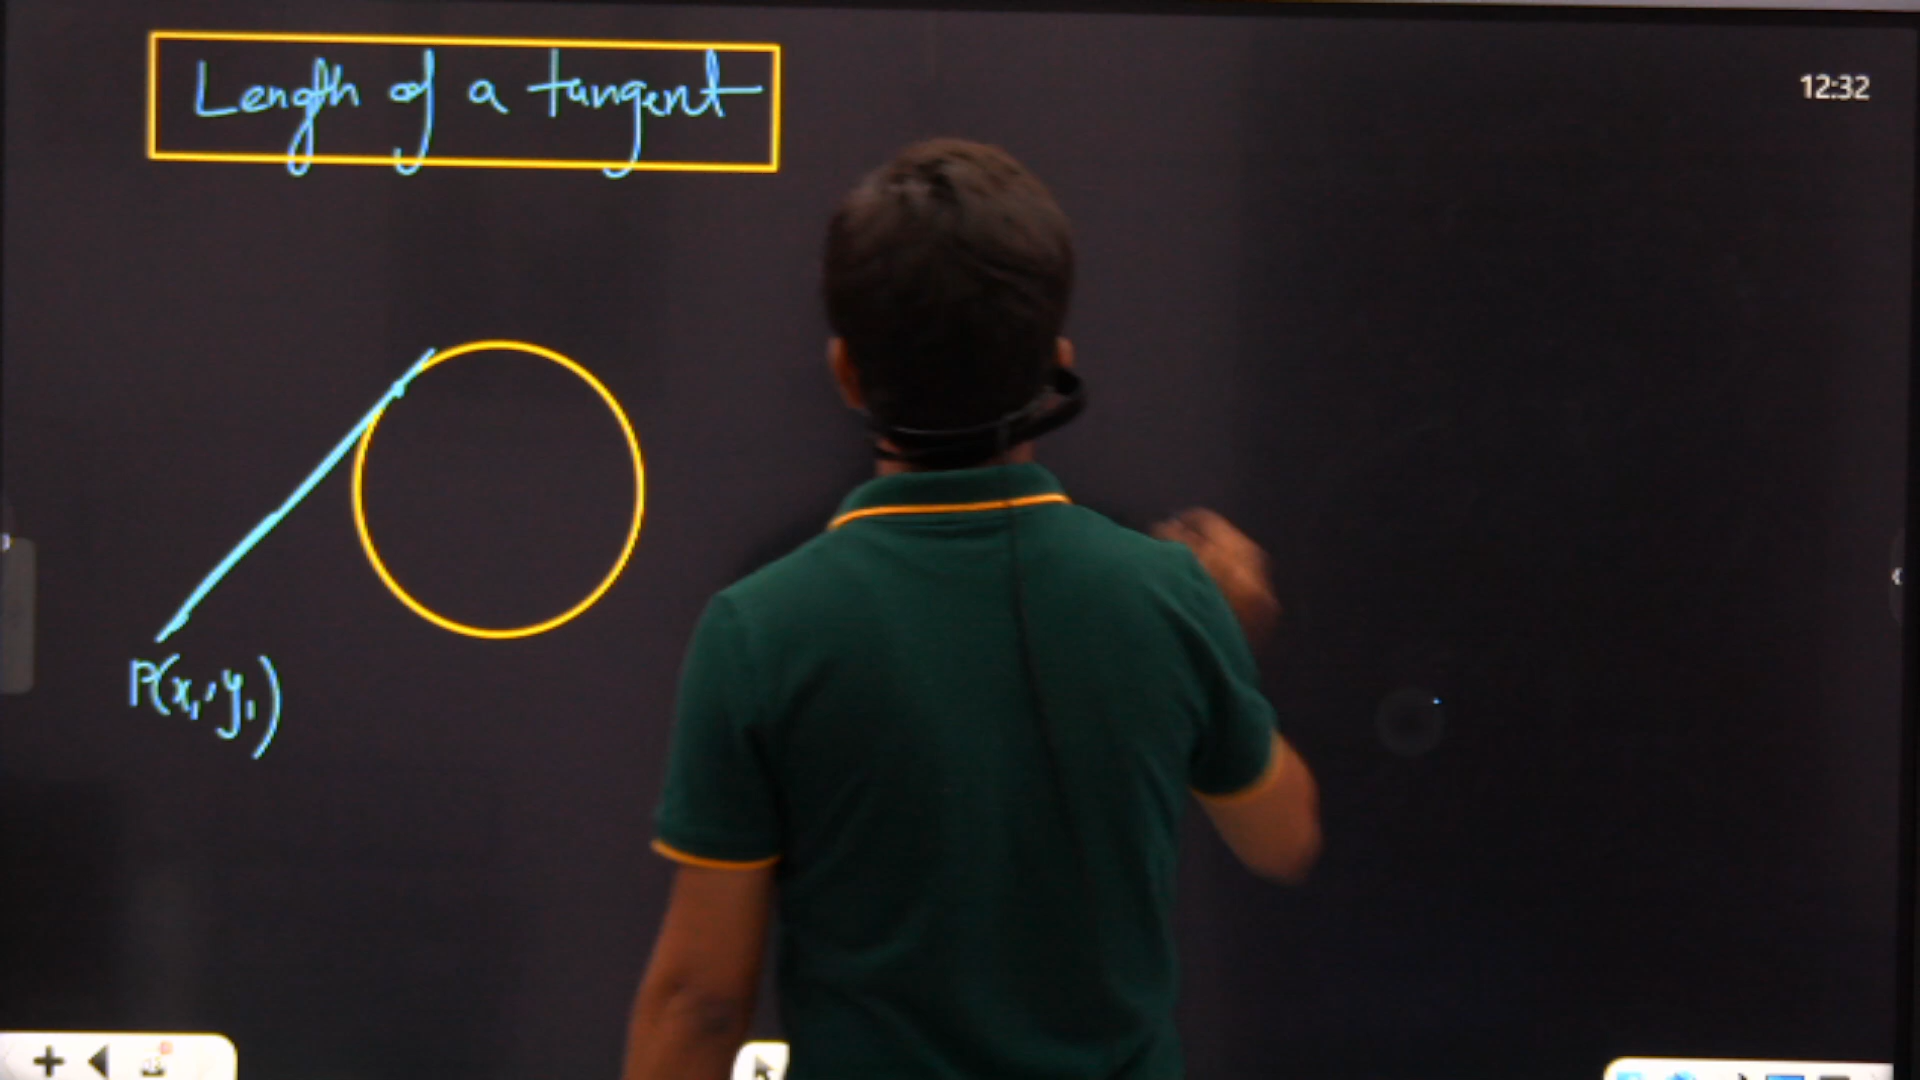 Length of a tangent
12:32
P(x₁, y₁)